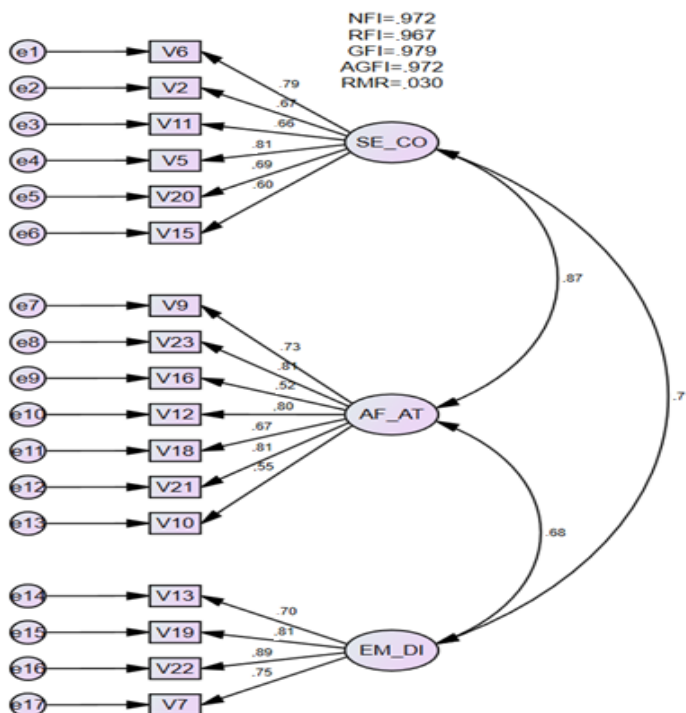 NFI=.972
RFI=.967
GFI=.979
AGFI=.972
RMR=.030
e1 V6 .79
e2 V2 .67
e3 V11 .66
SE_CO
e4 V5 .81
e5 V20 .69
e6 V15 .60
.87
e7 V9 .73
e8 V23 .81
e9 V16 .52
.7
e10 V12 .80
AF_AT
e11 V18 .67
e12 V21 .81
e13 V10 .55
.68
e14 V13 .70
e15 V19 .81
EM_DI
e16 V22 .89
e17 V7 .75